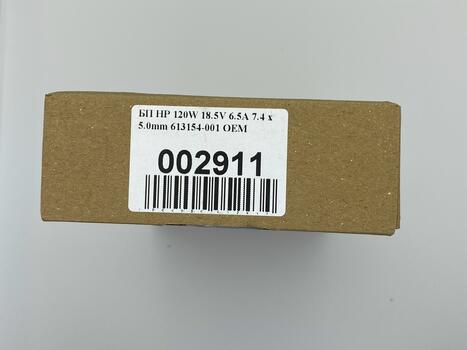 БП HP 120W 18.5V 6.5A 7.4 x
5.0mm 613154-001 OEM
002911